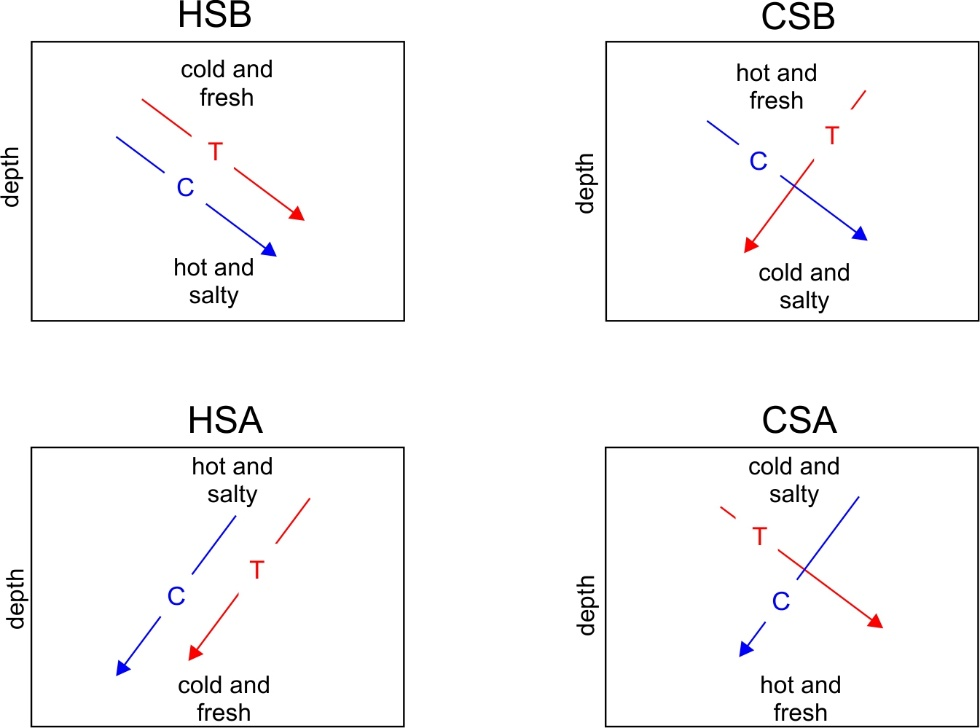 HSB
cold and
fresh
T
C
depth
hot and
salty
CSB
hot and
fresh
T
C
depth
cold and
salty
HSA
hot and
salty
T
C
depth
cold and
fresh
CSA
cold and
salty
T
C
depth
hot and
fresh